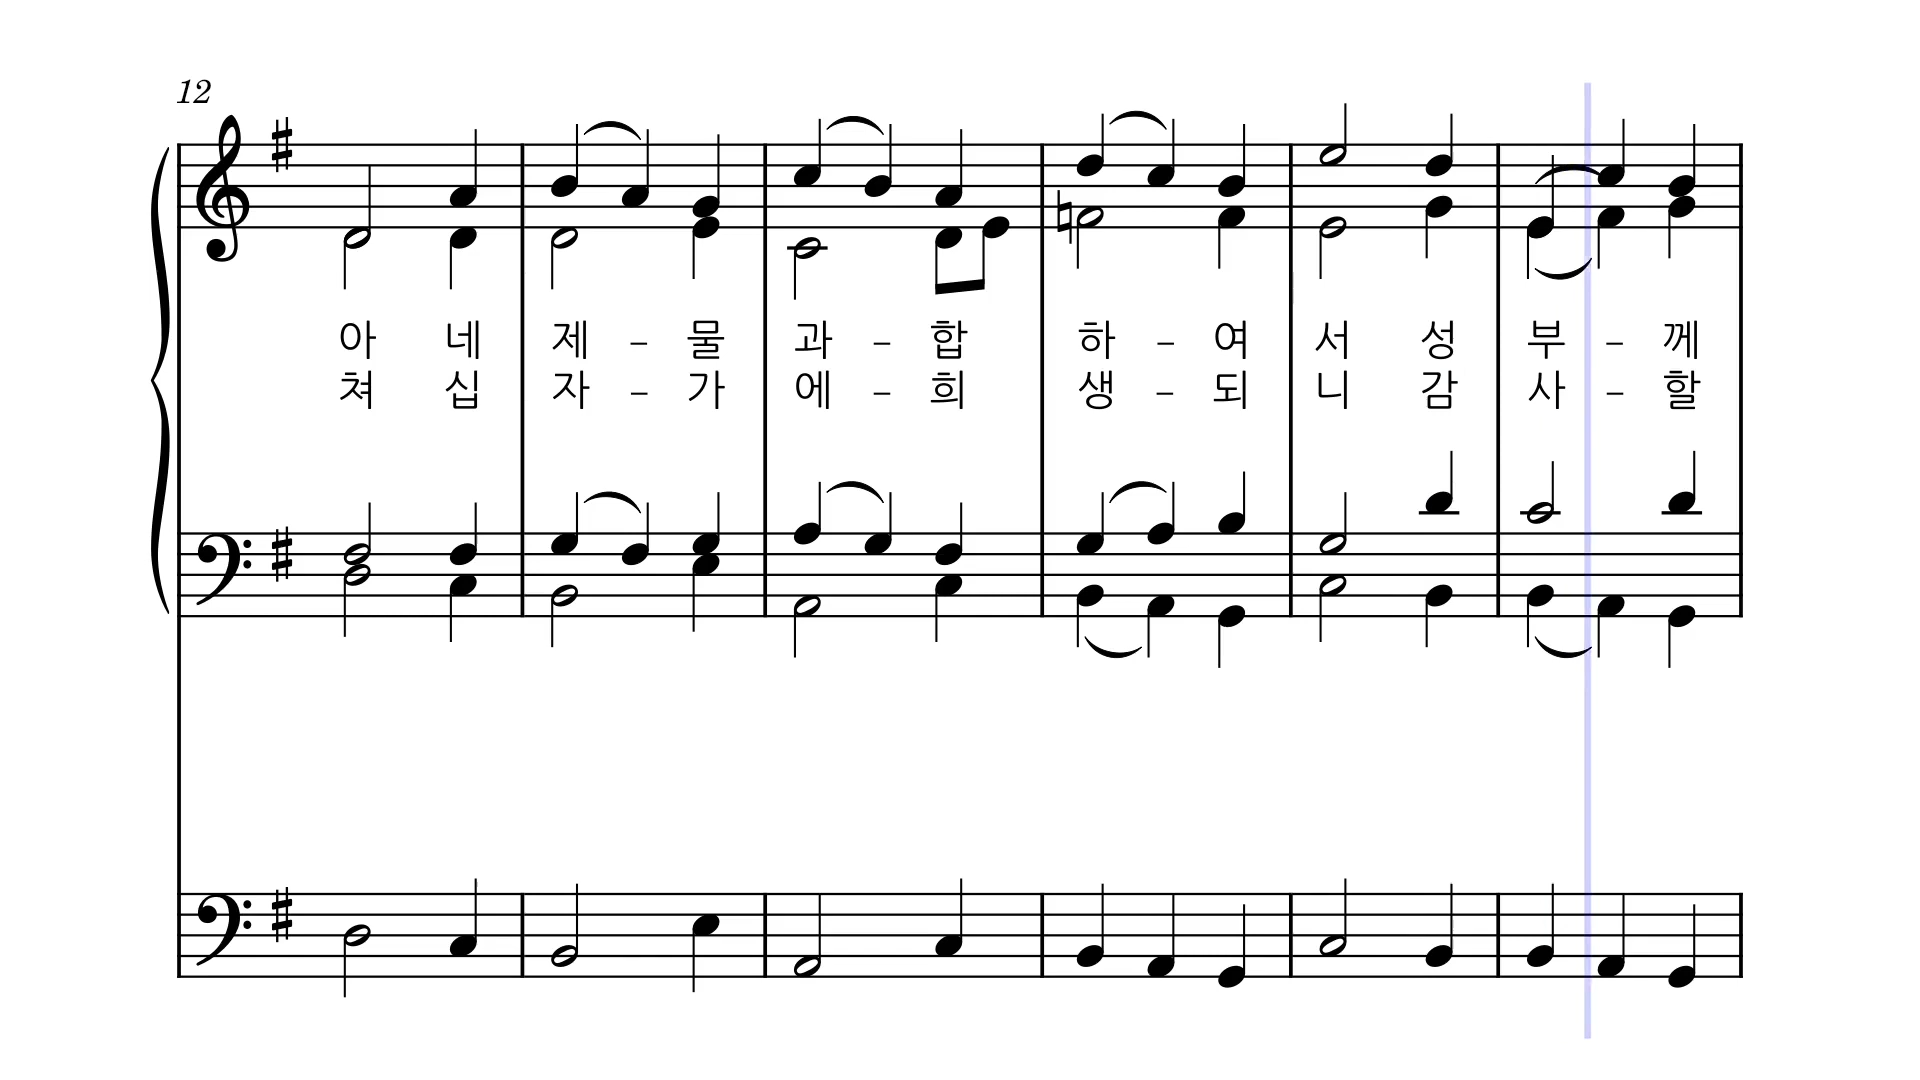 12
아 네 제 – 물 과 – 합 하 – 여 서 성 부 – 께
쳐 십 자 – 가 에 – 희 생 – 되 니 감 사 – 할